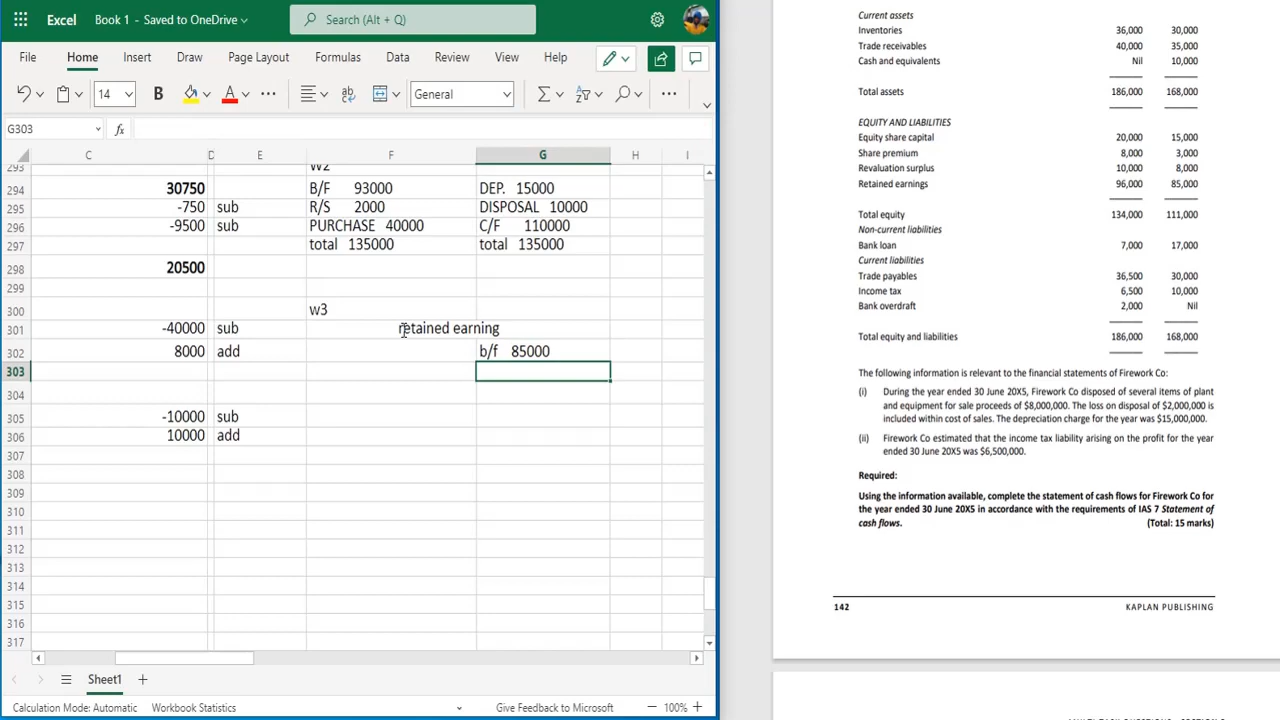 Excel Book 1 - Saved to OneDrive
Search (Alt + Q)
File Home Insert Draw Page Layout Formulas Data Review View Help
14 B A General
G303 fx
C D E F G H I
293 W2
294 30750 B/F 93000 DEP. 15000
295 -750 sub R/S 2000 DISPOSAL 10000
296 -9500 sub PURCHASE 40000 C/F 110000
297 total 135000 total 135000
298 20500
299
300 w3
301 -40000 sub retained earning
302 8000 add b/f 85000
303
304
305 -10000 sub
306 10000 add
307
308
309
310
311
312
313
314
315
316
317
Sheet1
Calculation Mode: Automatic Workbook Statistics Give Feedback to Microsoft 100%
Current assets
Inventories 36,000 30,000
Trade receivables 40,000 35,000
Cash and equivalents Nil 10,000
Total assets 186,000 168,000
EQUITY AND LIABILITIES
Equity share capital 20,000 15,000
Share premium 8,000 3,000
Revaluation surplus 10,000 8,000
Retained earnings 96,000 85,000
Total equity 134,000 111,000
Non-current liabilities
Bank loan 7,000 17,000
Current liabilities
Trade payables 36,500 30,000
Income tax 6,500 10,000
Bank overdraft 2,000 Nil
Total equity and liabilities 186,000 168,000
The following information is relevant to the financial statements of Firework Co:
(i) During the year ended 30 June 20X5, Firework Co disposed of several items of plant
and equipment for sale proceeds of $8,000,000. The loss on disposal of $2,000,000 is
included within cost of sales. The depreciation charge for the year was $15,000,000.
(ii) Firework Co estimated that the income tax liability arising on the profit for the year
ended 30 June 20X5 was $6,500,000.
Required:
Using the information available, complete the statement of cash flows for Firework Co for
the year ended 30 June 20X5 in accordance with the requirements of IAS 7 Statement of
cash flows. (Total: 15 marks)
142 KAPLAN PUBLISHING